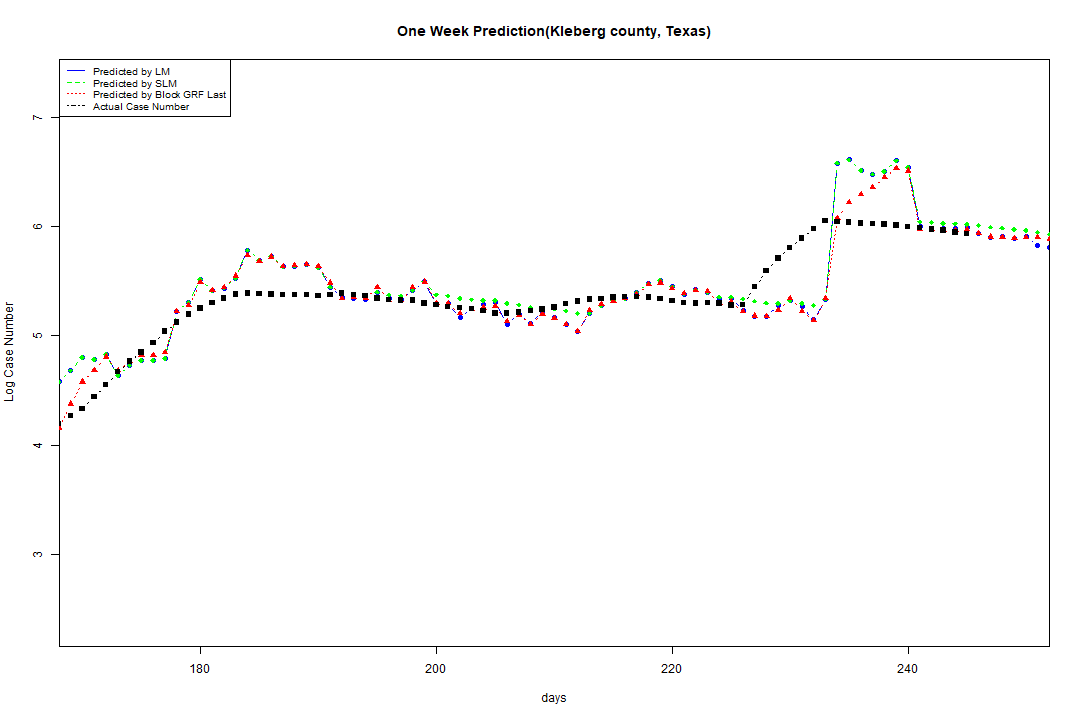 One Week Prediction(Kleberg county, Texas)
Predicted by LM
Predicted by SLM
Predicted by Block GRF Last
Actual Case Number
7
6
5
4
3
Log Case Number
180
200
220
240
days